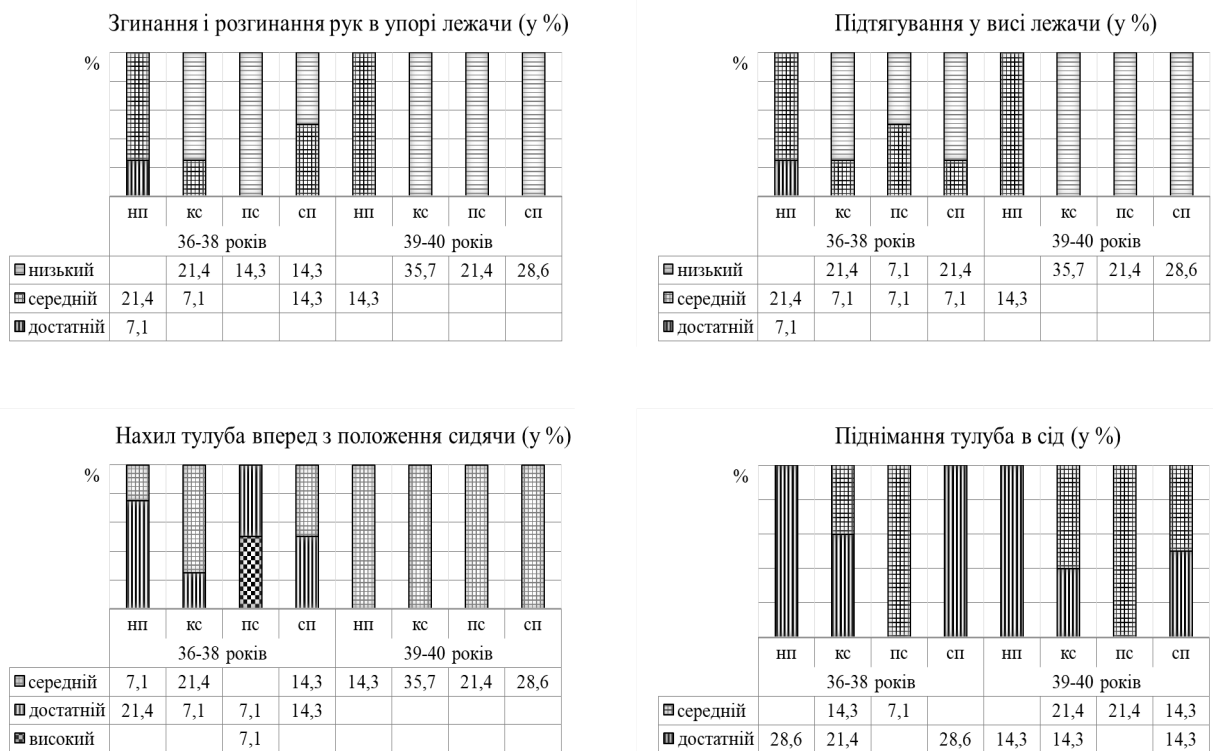 Згинання і розгинання рук в упорі лежачи (у %)
%
нп кс пс сп нп кс пс сп
36-38 років 39-40 років
низький 21,4 14,3 14,3 35,7 21,4 28,6
середній 21,4 7,1 14,3 14,3
достатній 7,1
Підтягування у висі лежачи (у %)
%
нп кс пс сп нп кс пс сп
36-38 років 39-40 років
низький 21,4 7,1 21,4 35,7 21,4 28,6
середній 21,4 7,1 7,1 7,1 14,3
достатній 7,1
Нахил тулуба вперед з положення сидячи (у %)
%
нп кс пс сп нп кс пс сп
36-38 років 39-40 років
середній 7,1 21,4 14,3 14,3 35,7 21,4 28,6
достатній 21,4 7,1 7,1 14,3
високий 7,1
Піднімання тулуба в сід (у %)
%
нп кс пс сп нп кс пс сп
36-38 років 39-40 років
середній 14,3 7,1 21,4 21,4 14,3
достатній 28,6 21,4 28,6 14,3 14,3 14,3